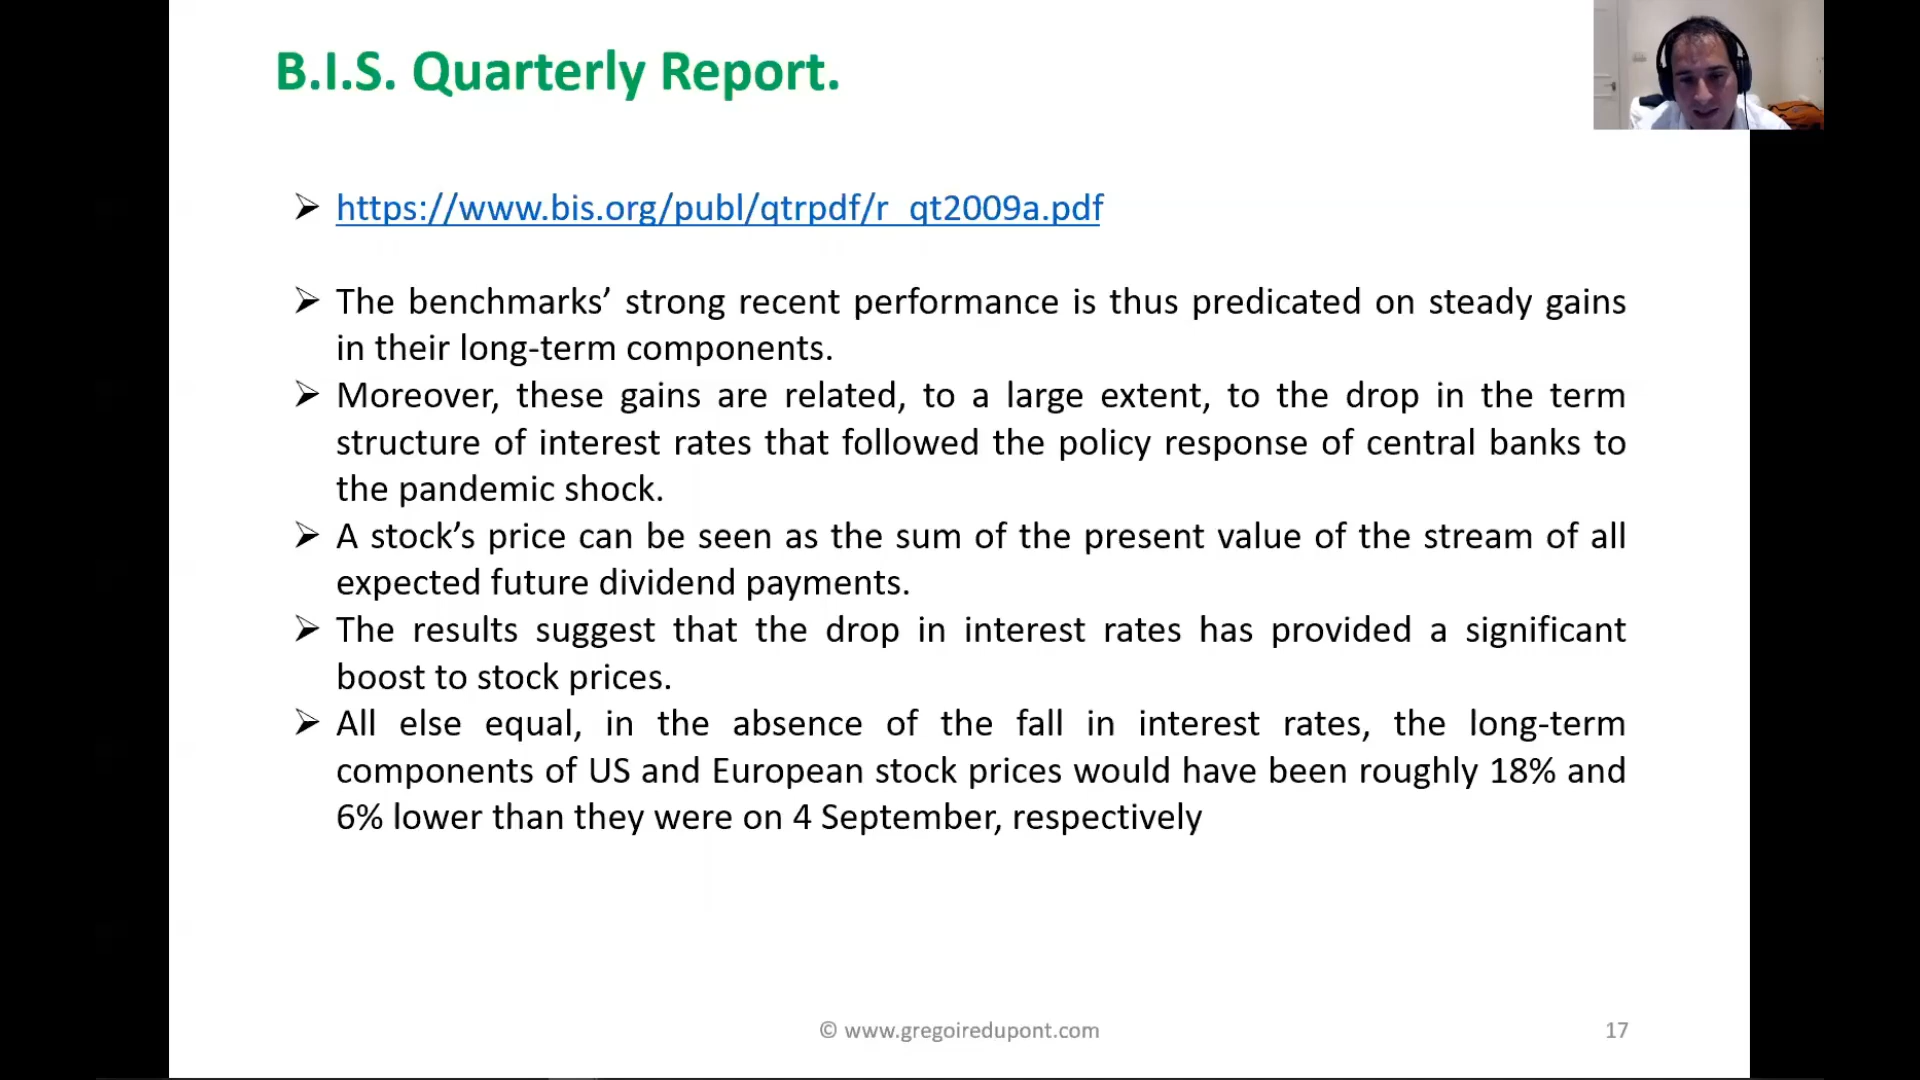 B.I.S. Quarterly Report.
➢ https://www.bis.org/publ/qtrpdf/r_qt2009a.pdf
➢ The benchmarks’ strong recent performance is thus predicated on steady gains
in their long-term components.
➢ Moreover, these gains are related, to a large extent, to the drop in the term
structure of interest rates that followed the policy response of central banks to
the pandemic shock.
➢ A stock’s price can be seen as the sum of the present value of the stream of all
expected future dividend payments.
➢ The results suggest that the drop in interest rates has provided a significant
boost to stock prices.
➢ All else equal, in the absence of the fall in interest rates, the long-term
components of US and European stock prices would have been roughly 18% and
6% lower than they were on 4 September, respectively
© www.gregoiredupont.com
17